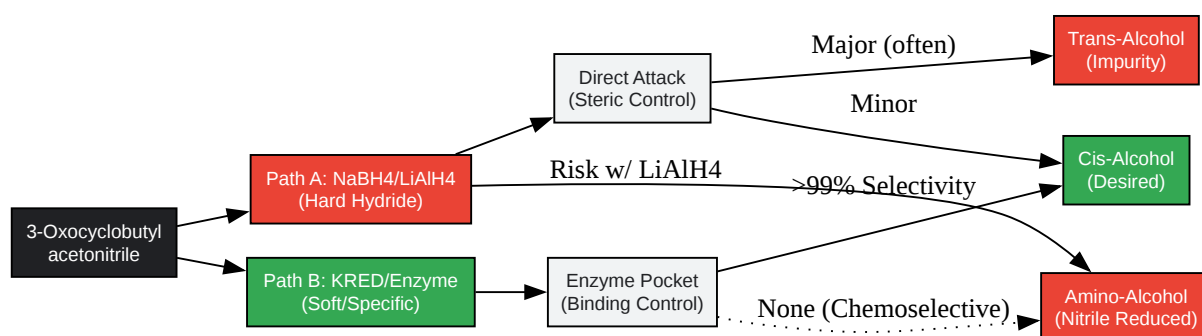 3-Oxocyclobutyl
acetonitrile
Path A: NaBH4/LiAlH4
(Hard Hydride)
Path B: KRED/Enzyme
(Soft/Specific)
Direct Attack
(Steric Control)
Enzyme Pocket
(Binding Control)
Major (often)
Minor
Risk w/ LiAlH4
>99% Selectivity
None (Chemoselective)
Trans-Alcohol
(Impurity)
Cis-Alcohol
(Desired)
Amino-Alcohol
(Nitrile Reduced)